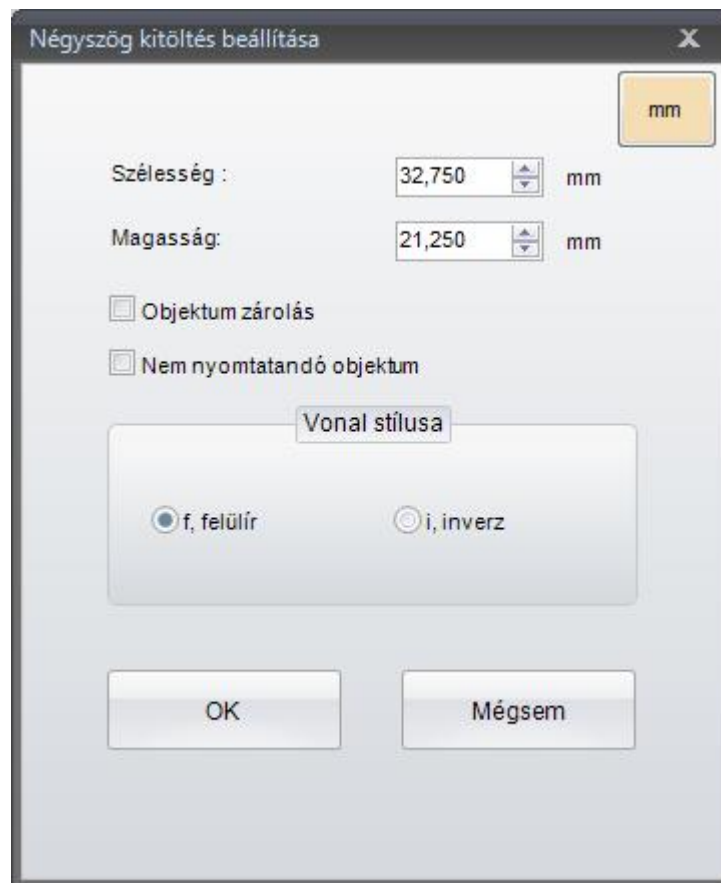 Négyszög kitöltés beállítása X
mm
Szélesség : 32,750 mm
Magasság: 21,250 mm
Objektum zárolás
Nem nyomtatandó objektum
Vonal stílusa
f, felülír i, inverz
OK Mégsem